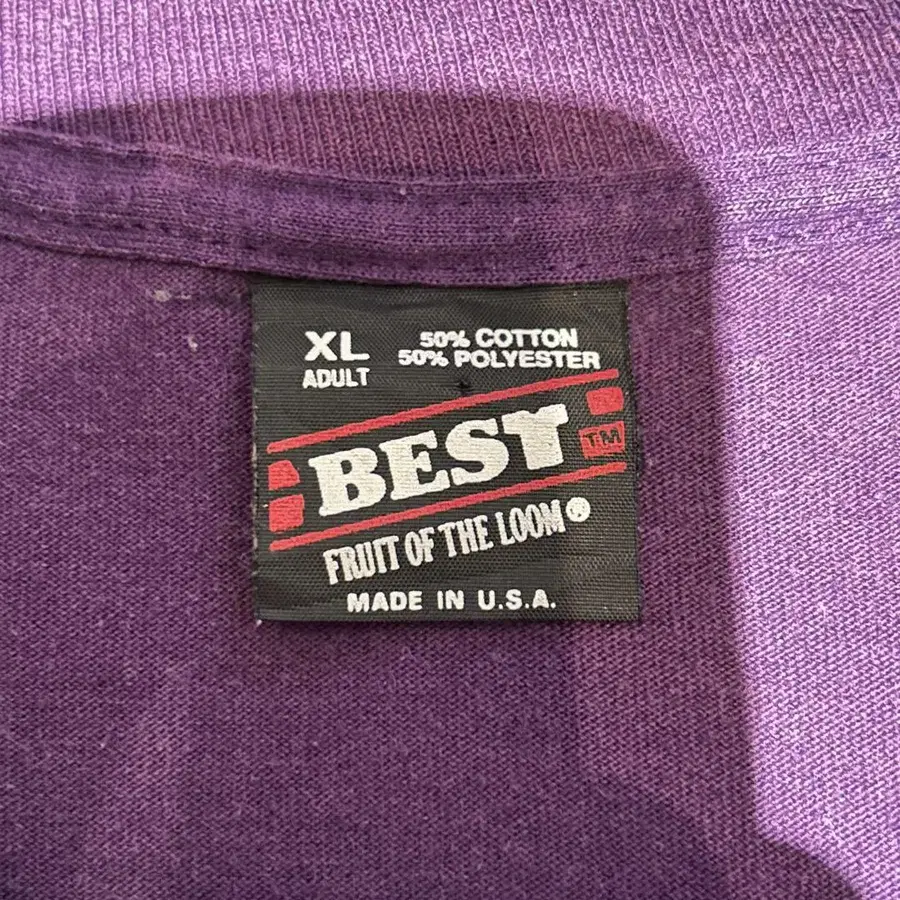 XL
ADULT
50% COTTON
50% POLYESTER
BEST TM
FRUIT OF THE LOOM®
MADE IN U.S.A.